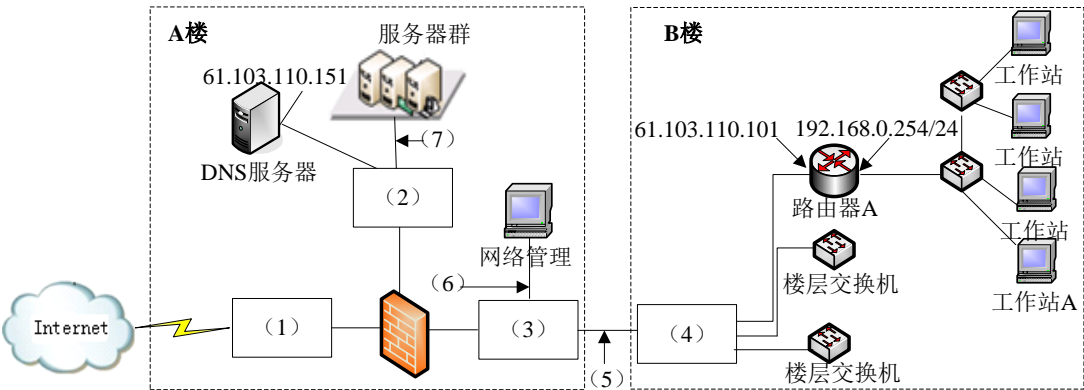 A楼
服务器群
61.103.110.151
DNS服务器
（7）
（2）
网络管理
（6）
Internet
（1）
（3）
（5）
B楼
工作站
61.103.110.101
192.168.0.254/24
工作站
路由器A
工作站
楼层交换机
工作站A
（4）
楼层交换机